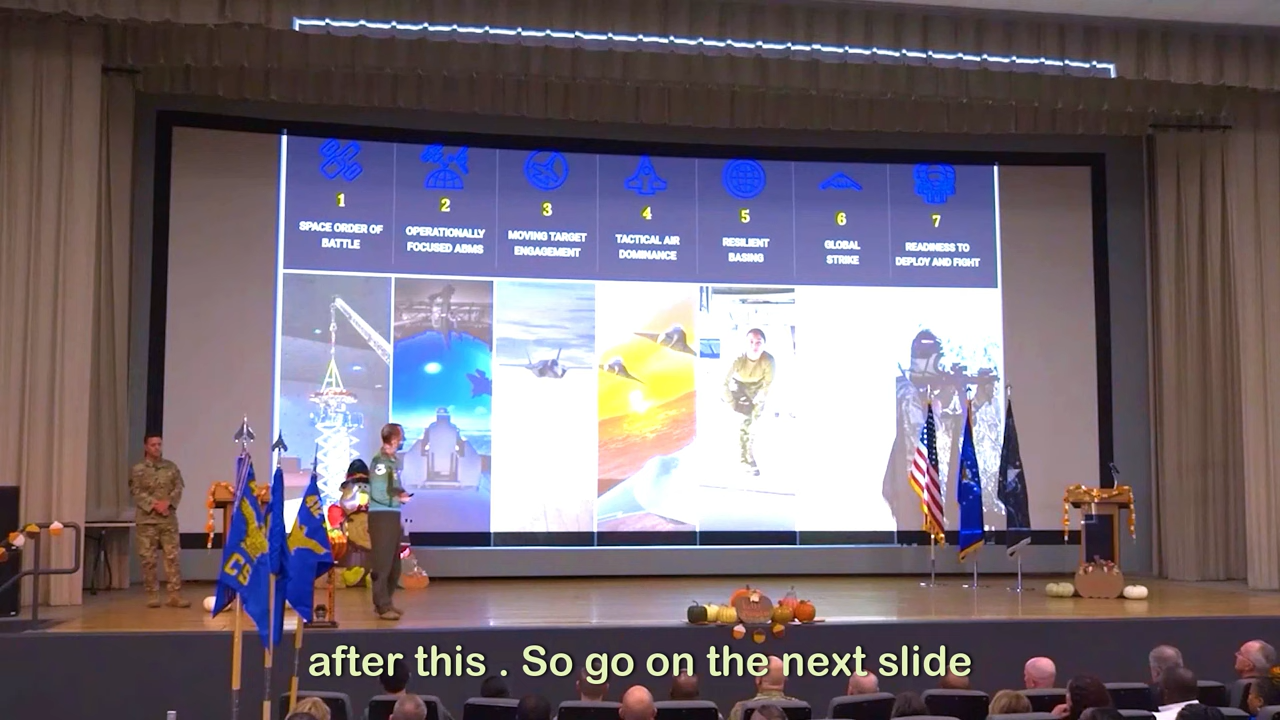 1
SPACE ORDER OF
BATTLE
2
OPERATIONALLY
FOCUSED ABMS
3
MOVING TARGET
ENGAGEMENT
4
TACTICAL AIR
DOMINANCE
5
RESILIENT
BASING
6
GLOBAL
STRIKE
7
READINESS TO
DEPLOY AND FIGHT
CS
after this . So go on the next slide